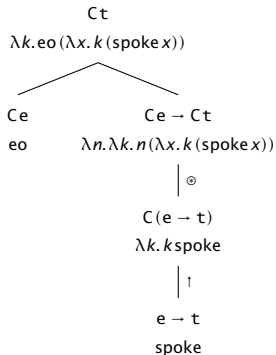 Ct
λk.eo(λx.k(spoke x))
Ce Ce → Ct
eo λn.λk.n(λx.k(spoke x))
⊛
C(e → t)
λk.k spoke
↑
e → t
spoke